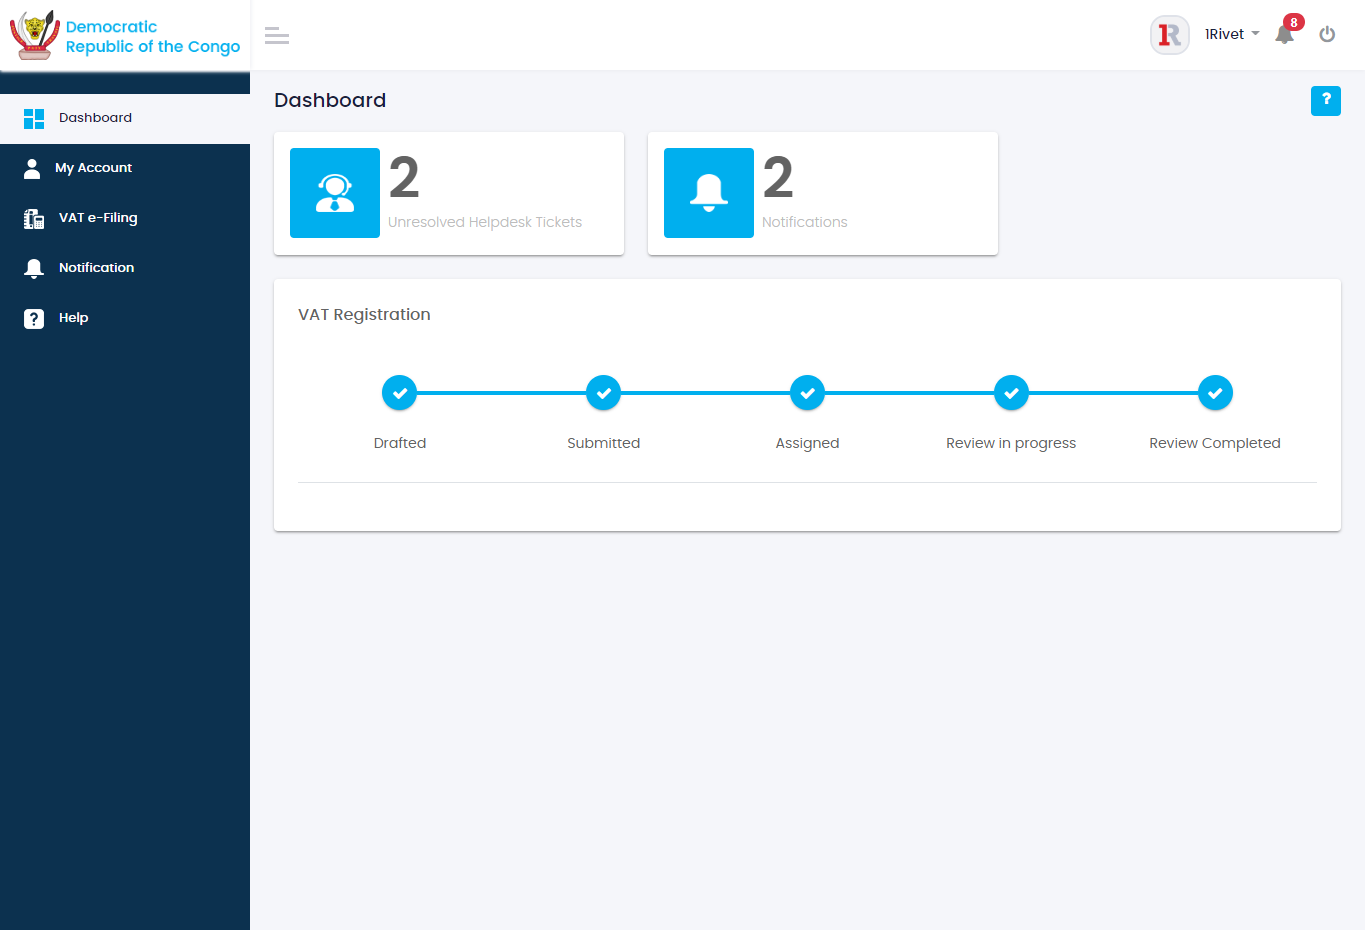 Democratic
Republic of the Congo
1R
1Rivet
8
Dashboard
My Account
VAT e-Filing
Notification
?
Help
Dashboard
?
2
Unresolved Helpdesk Tickets
2
Notifications
VAT Registration
Drafted
Submitted
Assigned
Review in progress
Review Completed